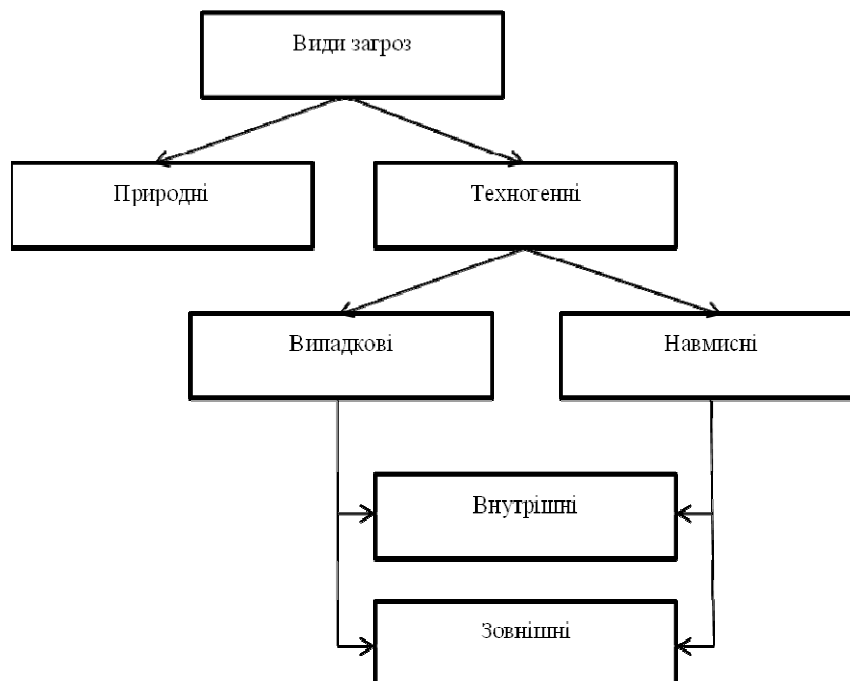 Види загроз
Природні
Техногенні
Випадкові
Навмисні
Внутрішні
Зовнішні